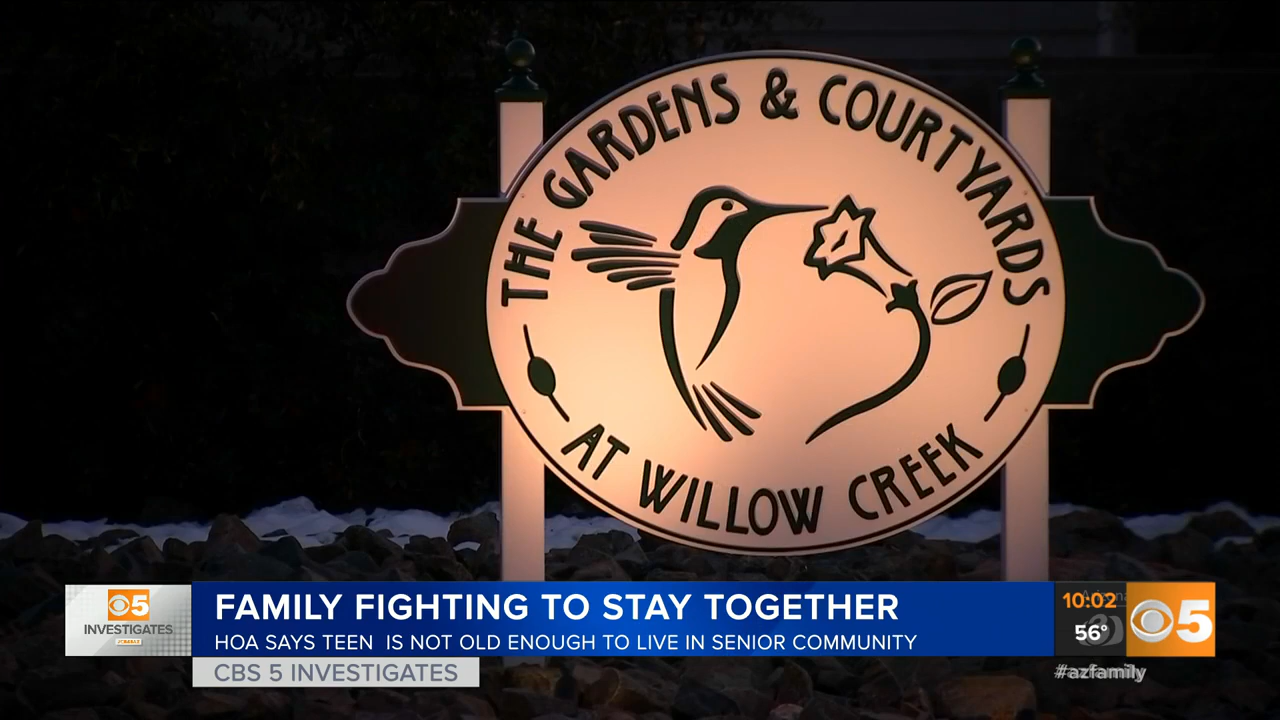 THE GARDENS & COURTYARDS
AT WILLOW CREEK
5
INVESTIGATES
FAMILY FIGHTING TO STAY TOGETHER
HOA SAYS TEEN IS NOT OLD ENOUGH TO LIVE IN SENIOR COMMUNITY
CBS 5 INVESTIGATES
10:02
56°
5
#azfamily